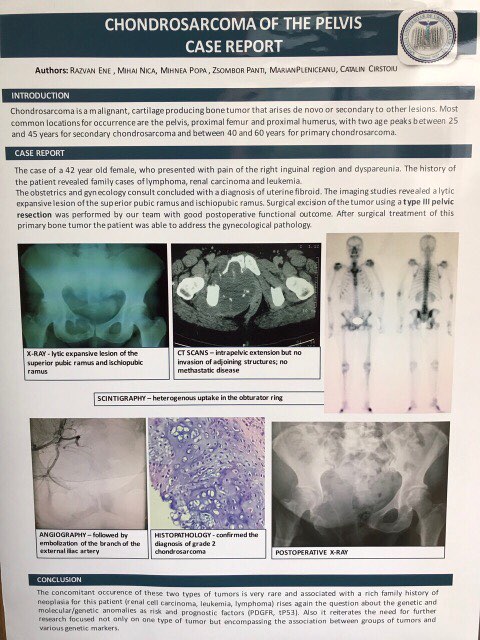 CHONDROSARCOMA OF THE PELVIS
CASE REPORT
Authors: RAZVAN ENE , MIHAI NICA, MIHNEA POPA , ZSOMBOR PANTI, MARIAN PLENICEANU, CATALIN CIRSTOIU
INTRODUCTION
Chondrosarcoma is a malignant, cartilage producing bone tumor that arises de novo or secondary to other lesions. Most
common locations for occurrence are the pelvis, proximal femur and proximal humerus, with two age peaks between 25
and 45 years for secondary chondrosarcoma and between 40 and 60 years for primary chondrosarcoma.
CASE REPORT
The case of a 42 year old female, who presented with pain of the right inguinal region and dyspareunia. The history of
the patient revealed family cases of lymphoma, renal carcinoma and leukemia.
The obstetrics and gynecology consult concluded with a diagnosis of uterine fibroid. The imaging studies revealed a lytic
expansive lesion of the superior pubic ramus and ischiopubic ramus. Surgical excision of the tumor using a type III pelvic
resection was performed by our team with good postoperative functional outcome. After surgical treatment of this
primary bone tumor the patient was able to address the gynecological pathology.
X-RAY - lytic expansive lesion of the
superior pubic ramus and ischiopubic
ramus
CT SCANS – intrapelvic extension but no
invasion of adjoining structures; no
methastatic disease
SCINTIGRAPHY – heterogenous uptake in the obturator ring
ANGIOGRAPHY – followed by
embolization of the branch of the
external iliac artery
HISTOPATHOLOGY - confirmed the
diagnosis of grade 2
chondrosarcoma
POSTOPERATIVE X-RAY
CONCLUSION
The concomitant occurence of these two types of tumors is very rare and associated with a rich family history of
neoplasia for this patient (renal cell carcinoma, leukemia, lymphoma) rises again the question about the genetic and
molecular/genetic anomalies as risk and prognostic factors (PDGFR, tP53). Also it reiterates the need for further
research focused not only on one type of tumor but encompassing the association between groups of tumors and
various genetic markers.